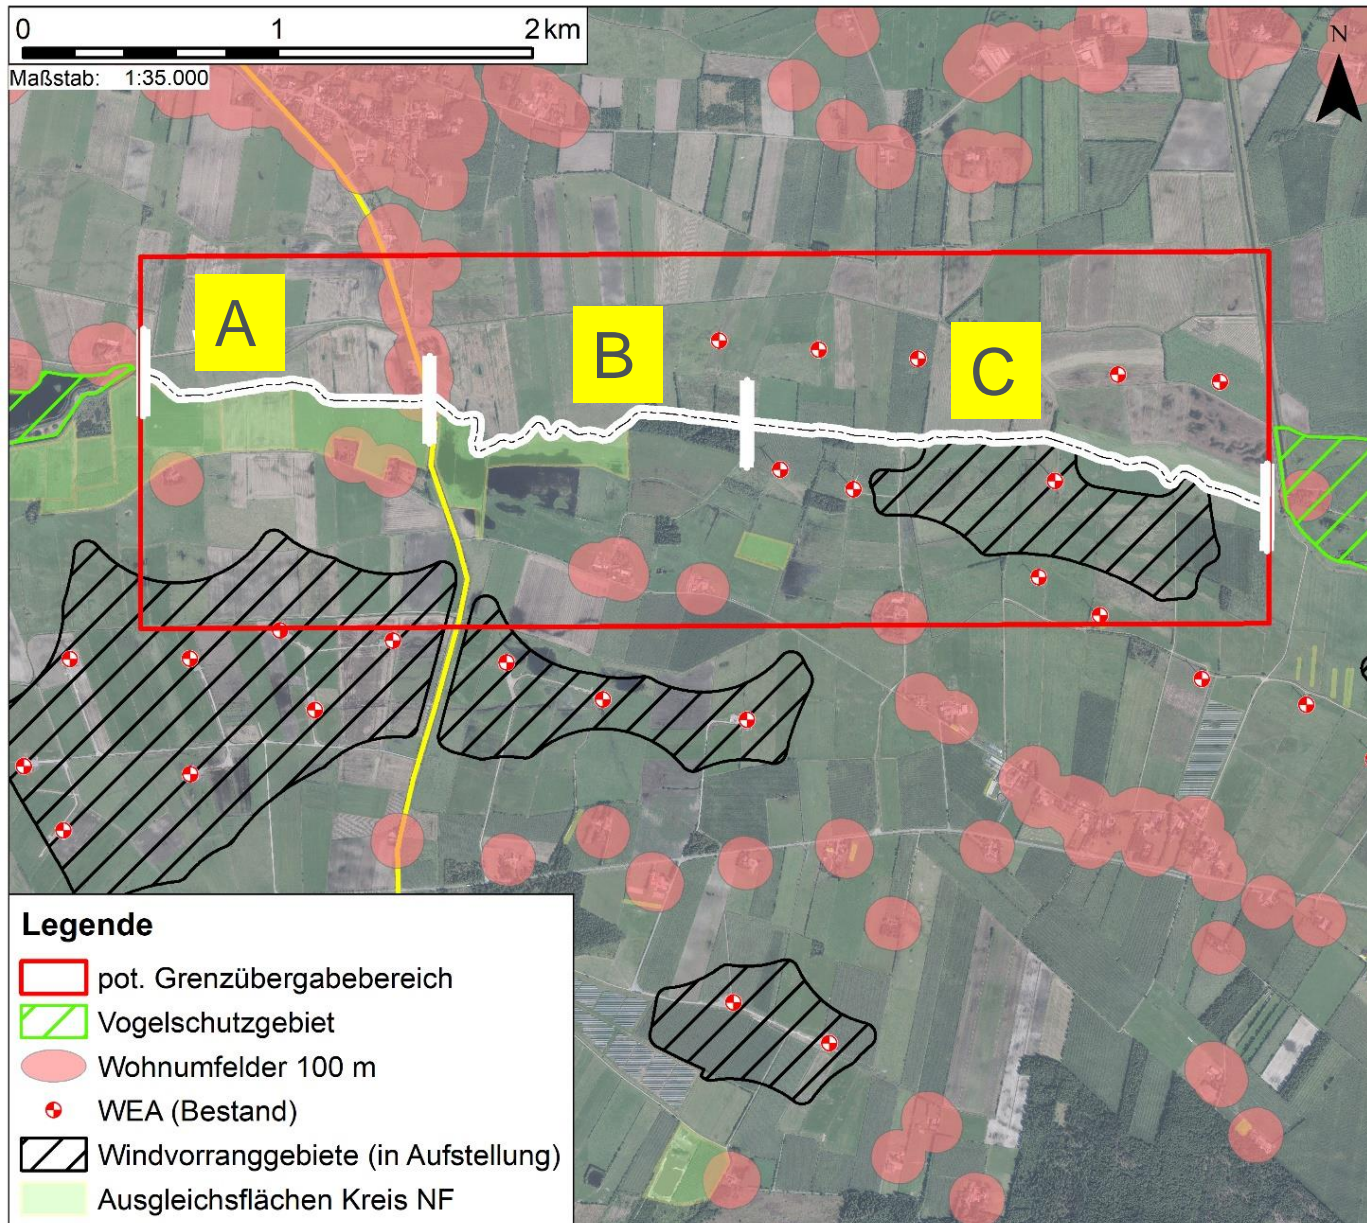 0 1 2 km
Maßstab: 1:35.000
N
A
B
C
Legende
pot. Grenzübergabebereich
Vogelschutzgebiet
Wohnumfelder 100 m
WEA (Bestand)
Windvorranggebiete (in Aufstellung)
Ausgleichsflächen Kreis NF